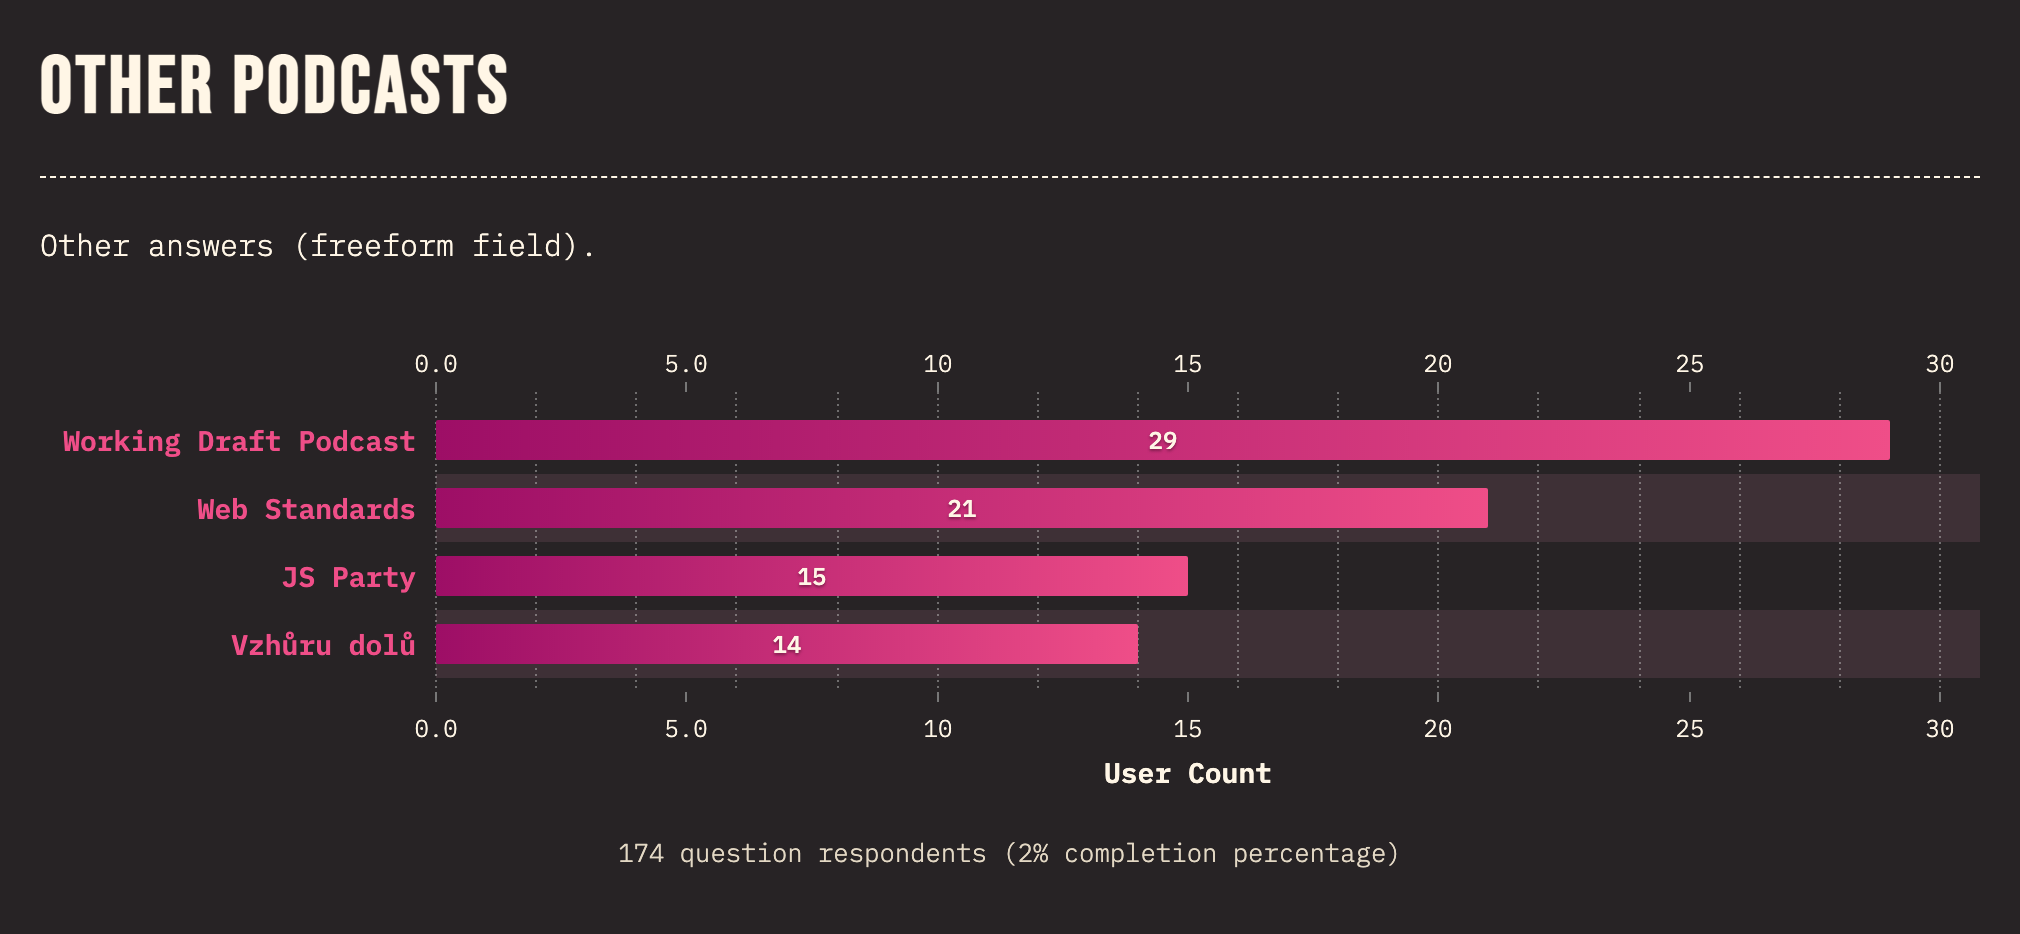 OTHER PODCASTS
Other answers (freeform field).
0.0 5.0 10 15 20 25 30
Working Draft Podcast 29
Web Standards 21
JS Party 15
Vzhůru dolů 14
0.0 5.0 10 15 20 25 30
User Count
174 question respondents (2% completion percentage)